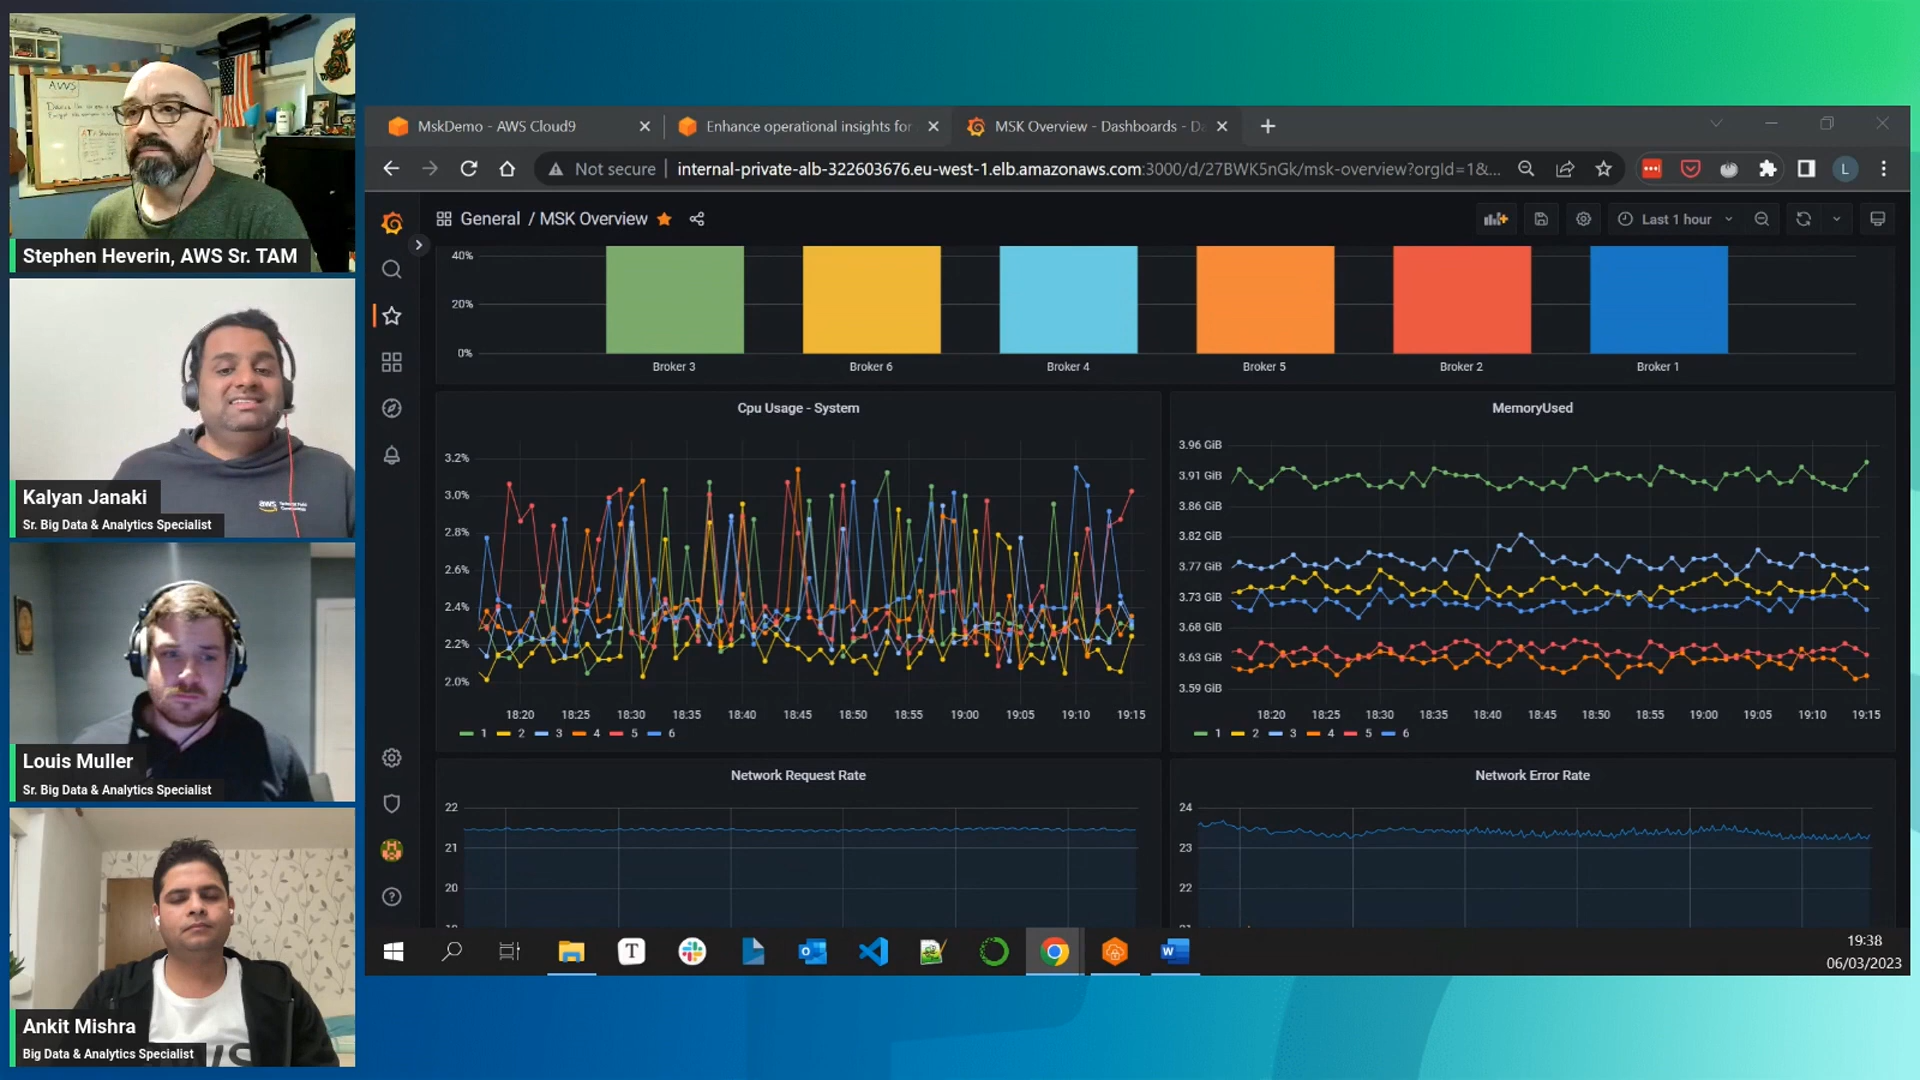 AWS
Stephen Heverin, AWS Sr. TAM
aws
Kalyan Janaki
Sr. Big Data & Analytics Specialist
Louis Muller
Sr. Big Data & Analytics Specialist
Ankit Mishra
Big Data & Analytics Specialist
MskDemo - AWS Cloud9
Enhance operational insights for
MSK Overview - Dashboards - Da
Not secure
internal-private-alb-322603676.eu-west-1.elb.amazonaws.com:3000/d/27BWK5nGk/msk-overview?orgId=1&...
L
General / MSK Overview
Last 1 hour
40%
20%
0%
Broker 3 Broker 6 Broker 4 Broker 5 Broker 2 Broker 1
Cpu Usage - System
3.2%
3.0%
2.8%
2.6%
2.4%
2.2%
2.0%
18:20 18:25 18:30 18:35 18:40 18:45 18:50 18:55 19:00 19:05 19:10 19:15
1 2 3 4 5 6
MemoryUsed
3.96 GiB
3.91 GiB
3.86 GiB
3.82 GiB
3.77 GiB
3.73 GiB
3.68 GiB
3.63 GiB
3.59 GiB
18:20 18:25 18:30 18:35 18:40 18:45 18:50 18:55 19:00 19:05 19:10 19:15
1 2 3 4 5 6
Network Request Rate
22
21
20
Network Error Rate
24
23
22
19:38
06/03/2023